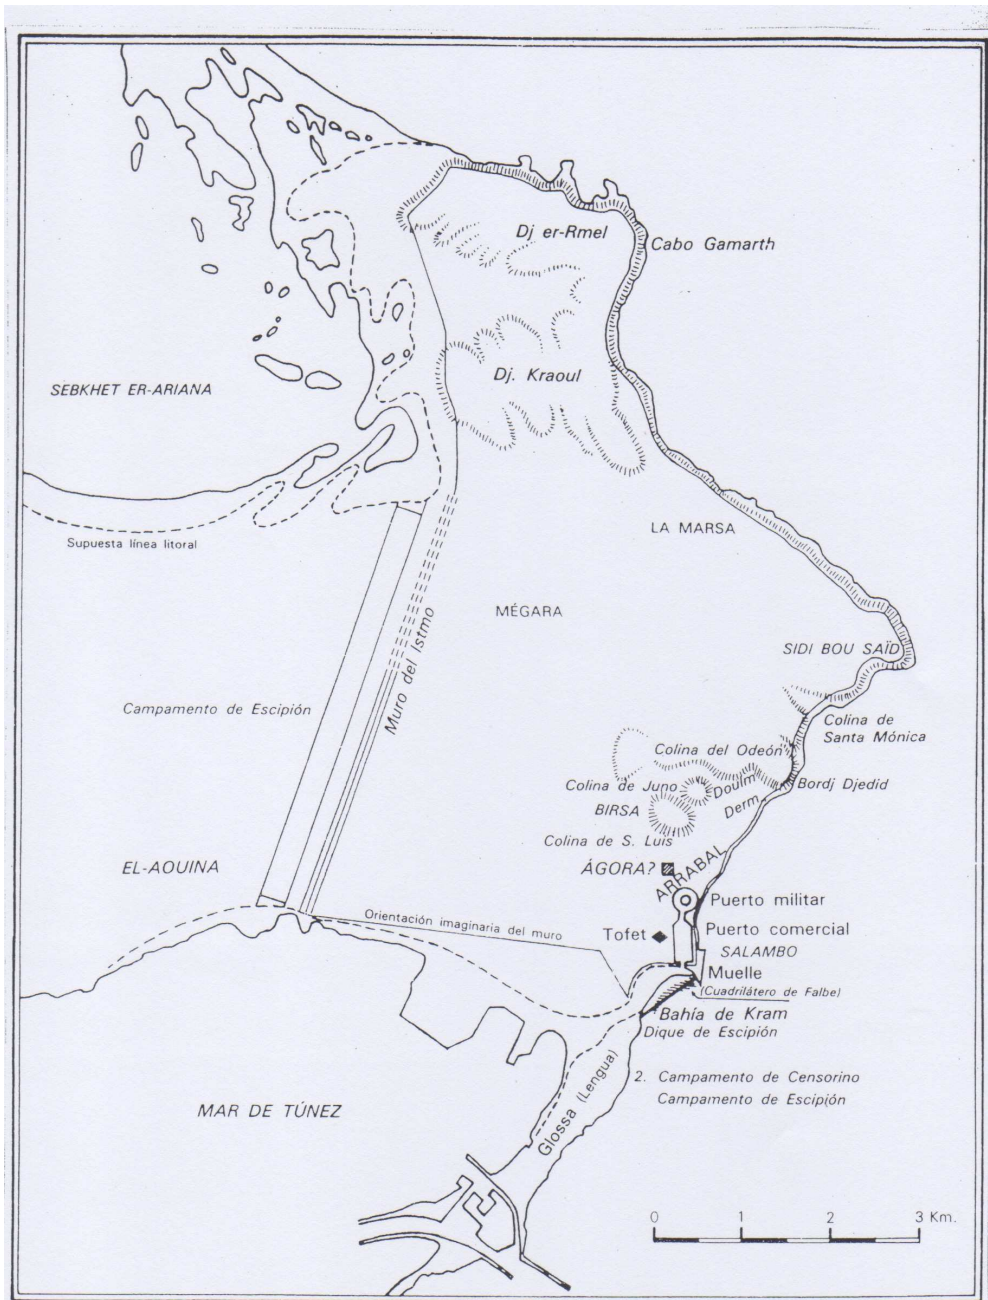 Dj er-Rmel
Cabo Gamarth
Dj. Kraoul
SEBKHET ER-ARIANA
LA MARSA
Supuesta línea litoral
MÉGARA
Muro del istmo
SIDI BOU SAÏD
Campamento de Escipión
Colina de
Santa Mónica
Colina del Odeón
Colina de Juno
Douïm
Bordj Djedid
BIRSA
Derm
Colina de S. Luis
EL-AOUINA
ÁGORA?
ARRABAL
Puerto militar
Orientación imaginaria del muro
Tofet
Puerto comercial
SALAMBO
Muelle
(Cuadrilátero de Falbe)
Bahía de Kram
Dique de Escipión
Glossa (Lengua)
2. Campamento de Censorino
Campamento de Escipión
MAR DE TÚNEZ
0 1 2 3 Km.